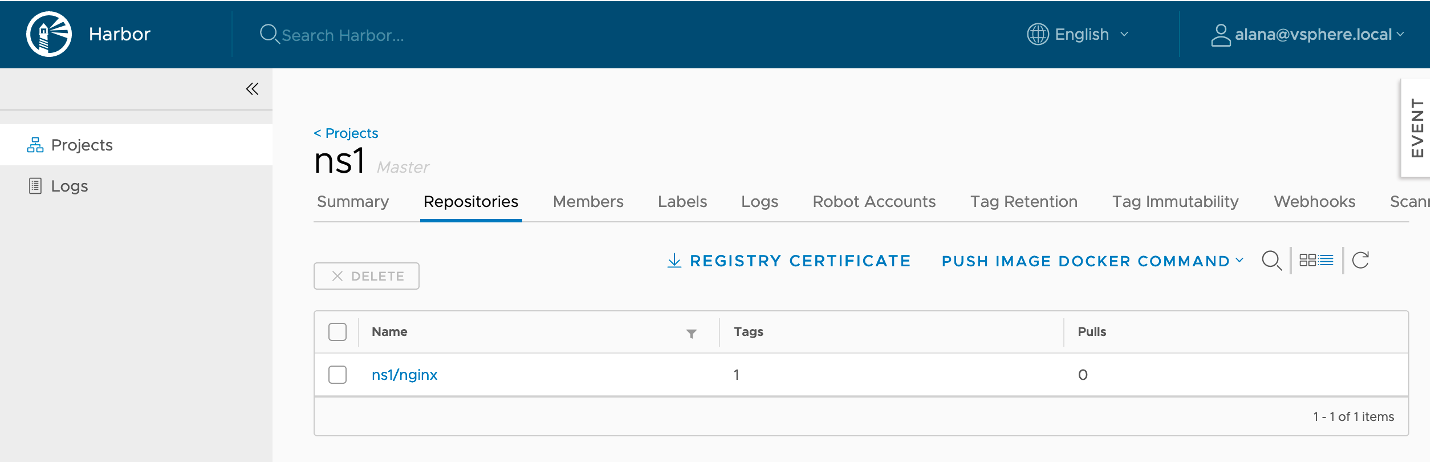 Harbor
Search Harbor...
English
alana@vsphere.local
EVENT
Projects
Logs
< Projects
ns1 Master
Summary Repositories Members Labels Logs Robot Accounts Tag Retention Tag Immutability Webhooks Scann
REGISTRY CERTIFICATE PUSH IMAGE DOCKER COMMAND
× DELETE
Name Tags Pulls
ns1/nginx 1 0
1 - 1 of 1 items